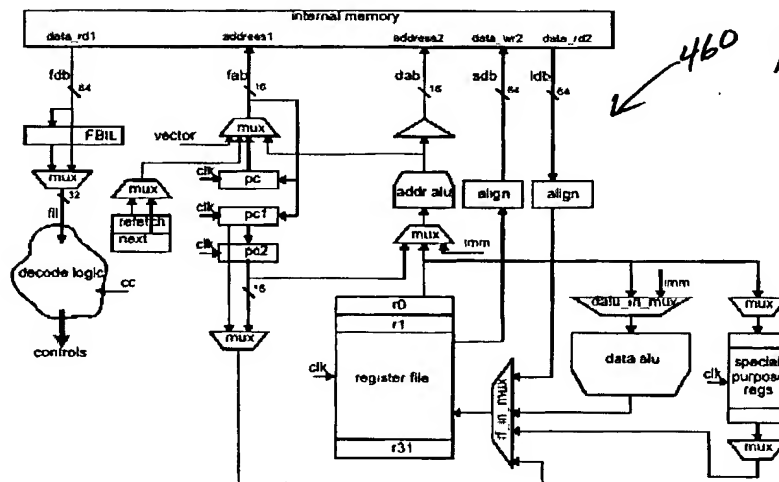 internal memory
data_rd1 address1 address2 data_wr2 data_rd2
460
fdb 64
fab 16
dab 16
sdb 64
ldb 64
FBIL
vector
mux
mux
mux
clk pc
addr alu
align
align
32
fil
refetch
next
clk pc1
clk pc2
mux
imm
decode logic
cc
16
imm
controls
mux
r0
r1
clk
register file
r31
rf_in_mux
dalu_in_mux
data alu
mux
clk
special purpose regs
mux